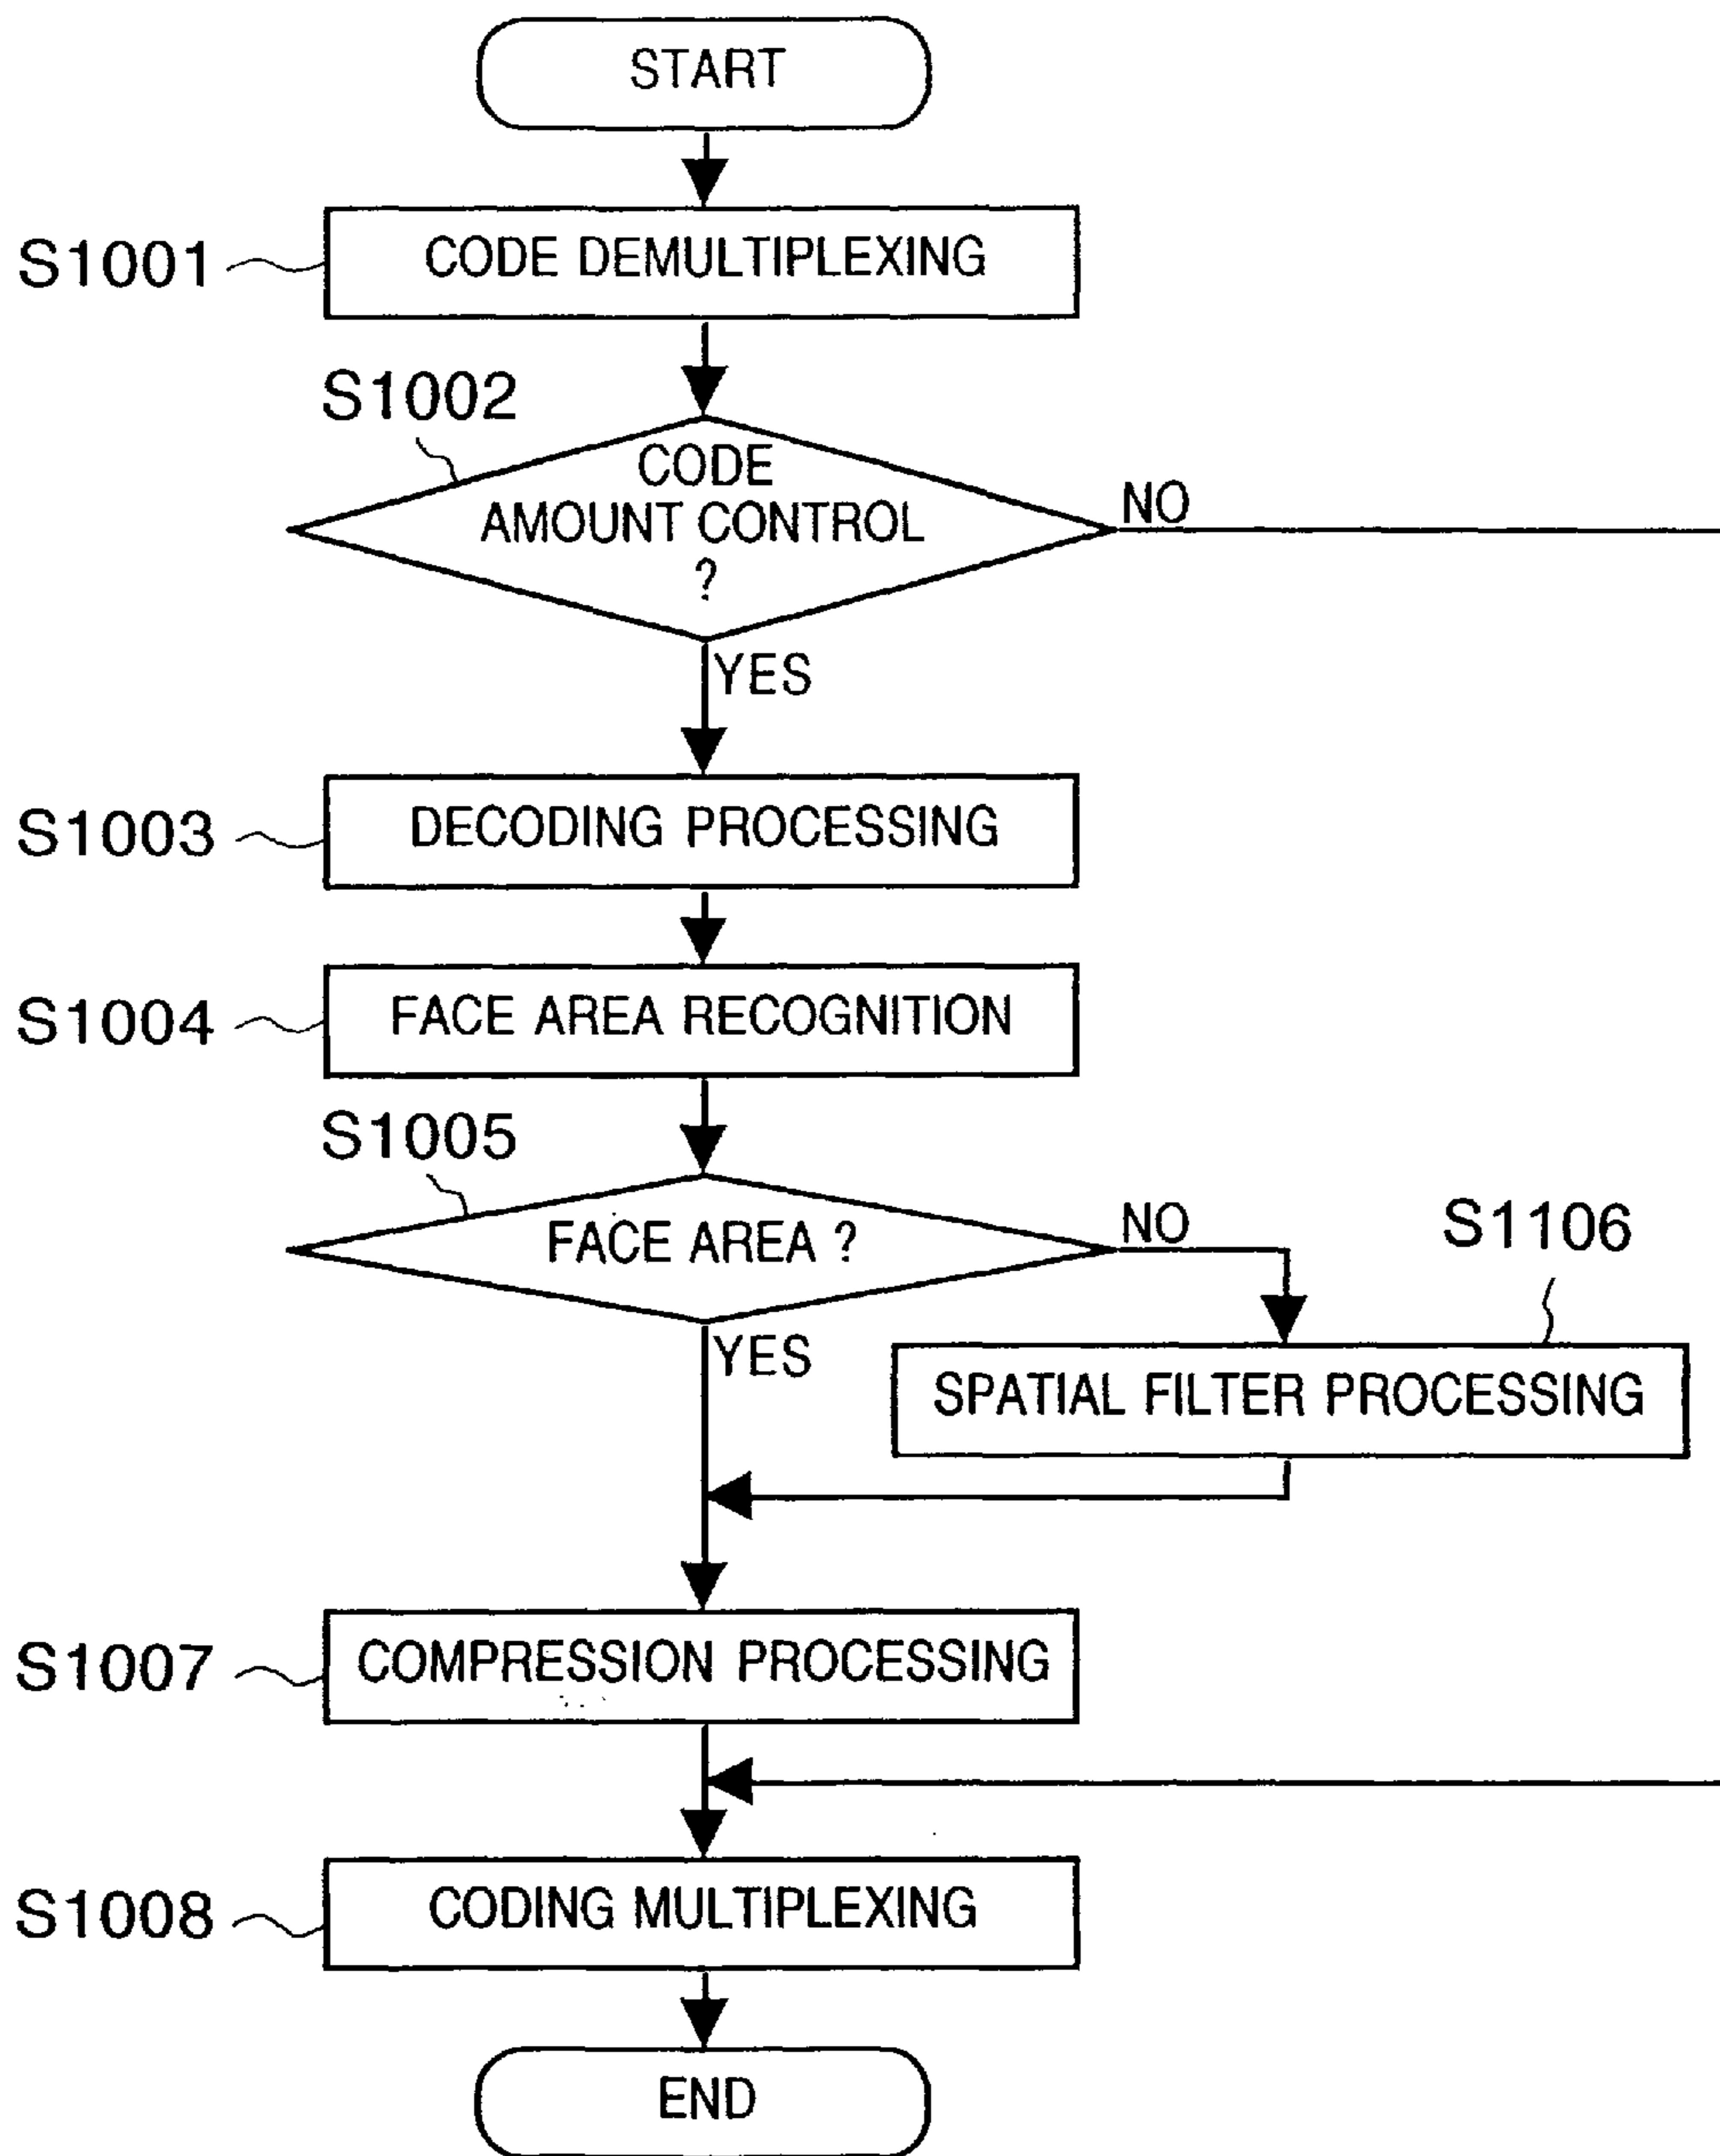 START
S1001
CODE DEMULTIPLEXING
S1002
CODE
AMOUNT CONTROL
?
NO
YES
S1003
DECODING PROCESSING
S1004
FACE AREA RECOGNITION
S1005
FACE AREA ?
NO
S1106
YES
SPATIAL FILTER PROCESSING
S1007
COMPRESSION PROCESSING
S1008
CODING MULTIPLEXING
END